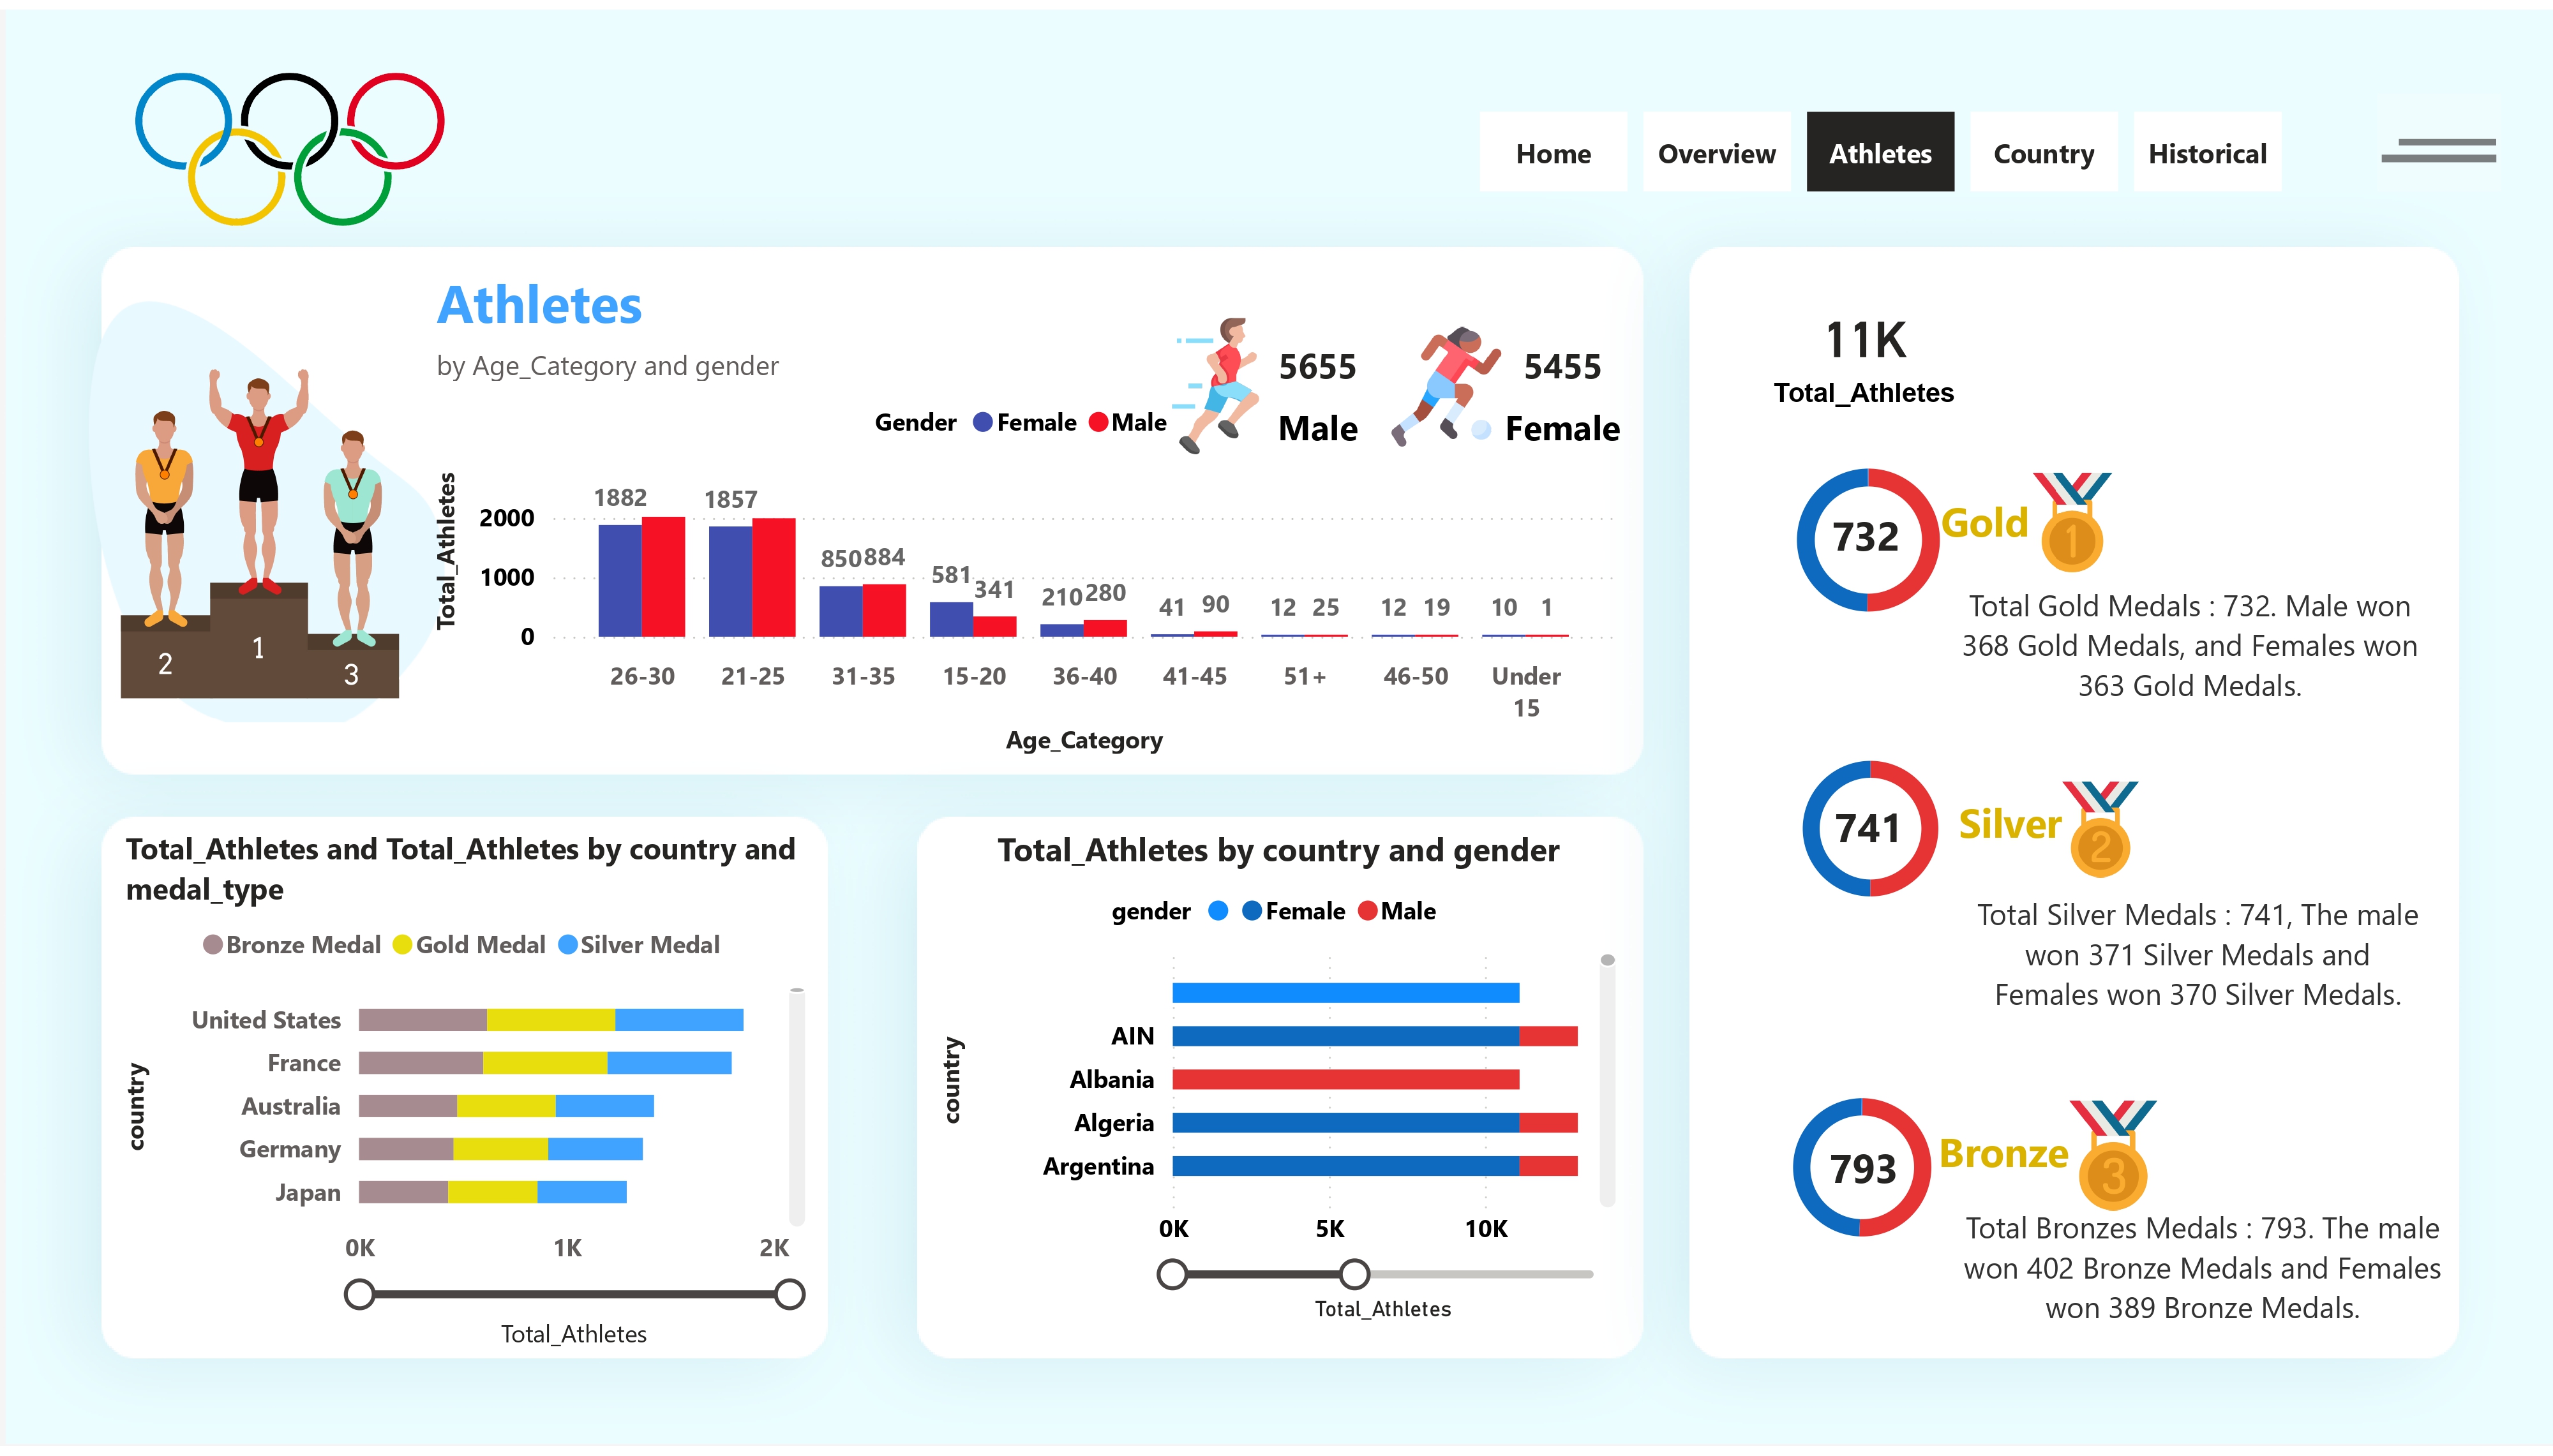 Home Overview Athletes Country Historical
Athletes
by Age_Category and gender
5655
Male
5455
Female
Gender Female Male
Total_Athletes
2000
1000
0
1882 1857 850 884 581 341 210 280 41 90 12 25 12 19 10 1
26-30 21-25 31-35 15-20 36-40 41-45 51+ 46-50 Under
15
Age_Category
2 1 3
11K
Total_Athletes
732
Gold
1
Total Gold Medals : 732. Male won
368 Gold Medals, and Females won
363 Gold Medals.
741
Silver
2
Total Silver Medals : 741, The male
won 371 Silver Medals and
Females won 370 Silver Medals.
793
Bronze
3
Total Bronzes Medals : 793. The male
won 402 Bronze Medals and Females
won 389 Bronze Medals.
Total_Athletes and Total_Athletes by country and
medal_type
Bronze Medal Gold Medal Silver Medal
country
United States
France
Australia
Germany
Japan
0K 1K 2K
Total_Athletes
Total_Athletes by country and gender
gender Female Male
country
AIN
Albania
Algeria
Argentina
0K 5K 10K
Total_Athletes